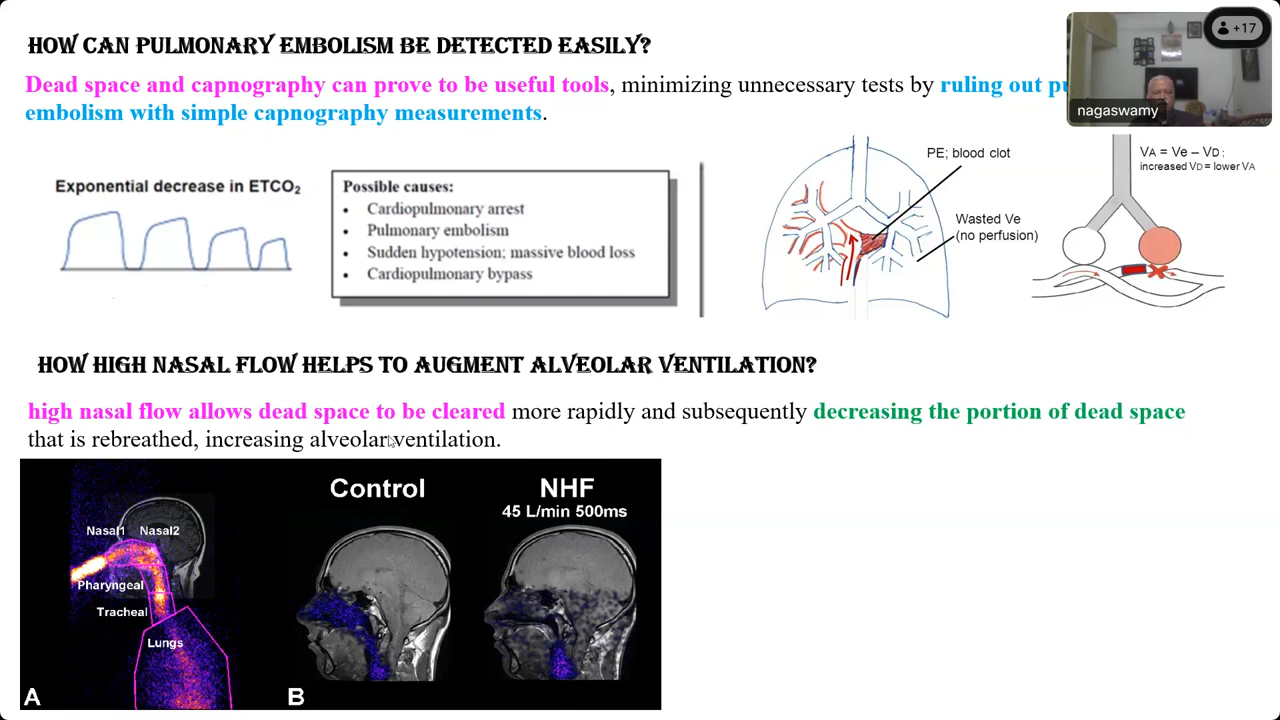 HOW CAN PULMONARY EMBOLISM BE DETECTED EASILY?
+17
Dead space and capnography can prove to be useful tools, minimizing unnecessary tests by ruling out
embolism with simple capnography measurements.
nagaswamy
Exponential decrease in ETCO₂
Possible causes:
• Cardiopulmonary arrest
• Pulmonary embolism
• Sudden hypotension; massive blood loss
• Cardiopulmonary bypass
PE; blood clot
Wasted Ve
(no perfusion)
VA = Ve – VD ;
increased VD = lower VA
HOW HIGH NASAL FLOW HELPS TO AUGMENT ALVEOLAR VENTILATION?
high nasal flow allows dead space to be cleared more rapidly and subsequently decreasing the portion of dead space
that is rebreathed, increasing alveolar ventilation.
Nasal1 Nasal2
Pharyngeal
Tracheal
Lungs
A
Control
NHF
45 L/min 500ms
B